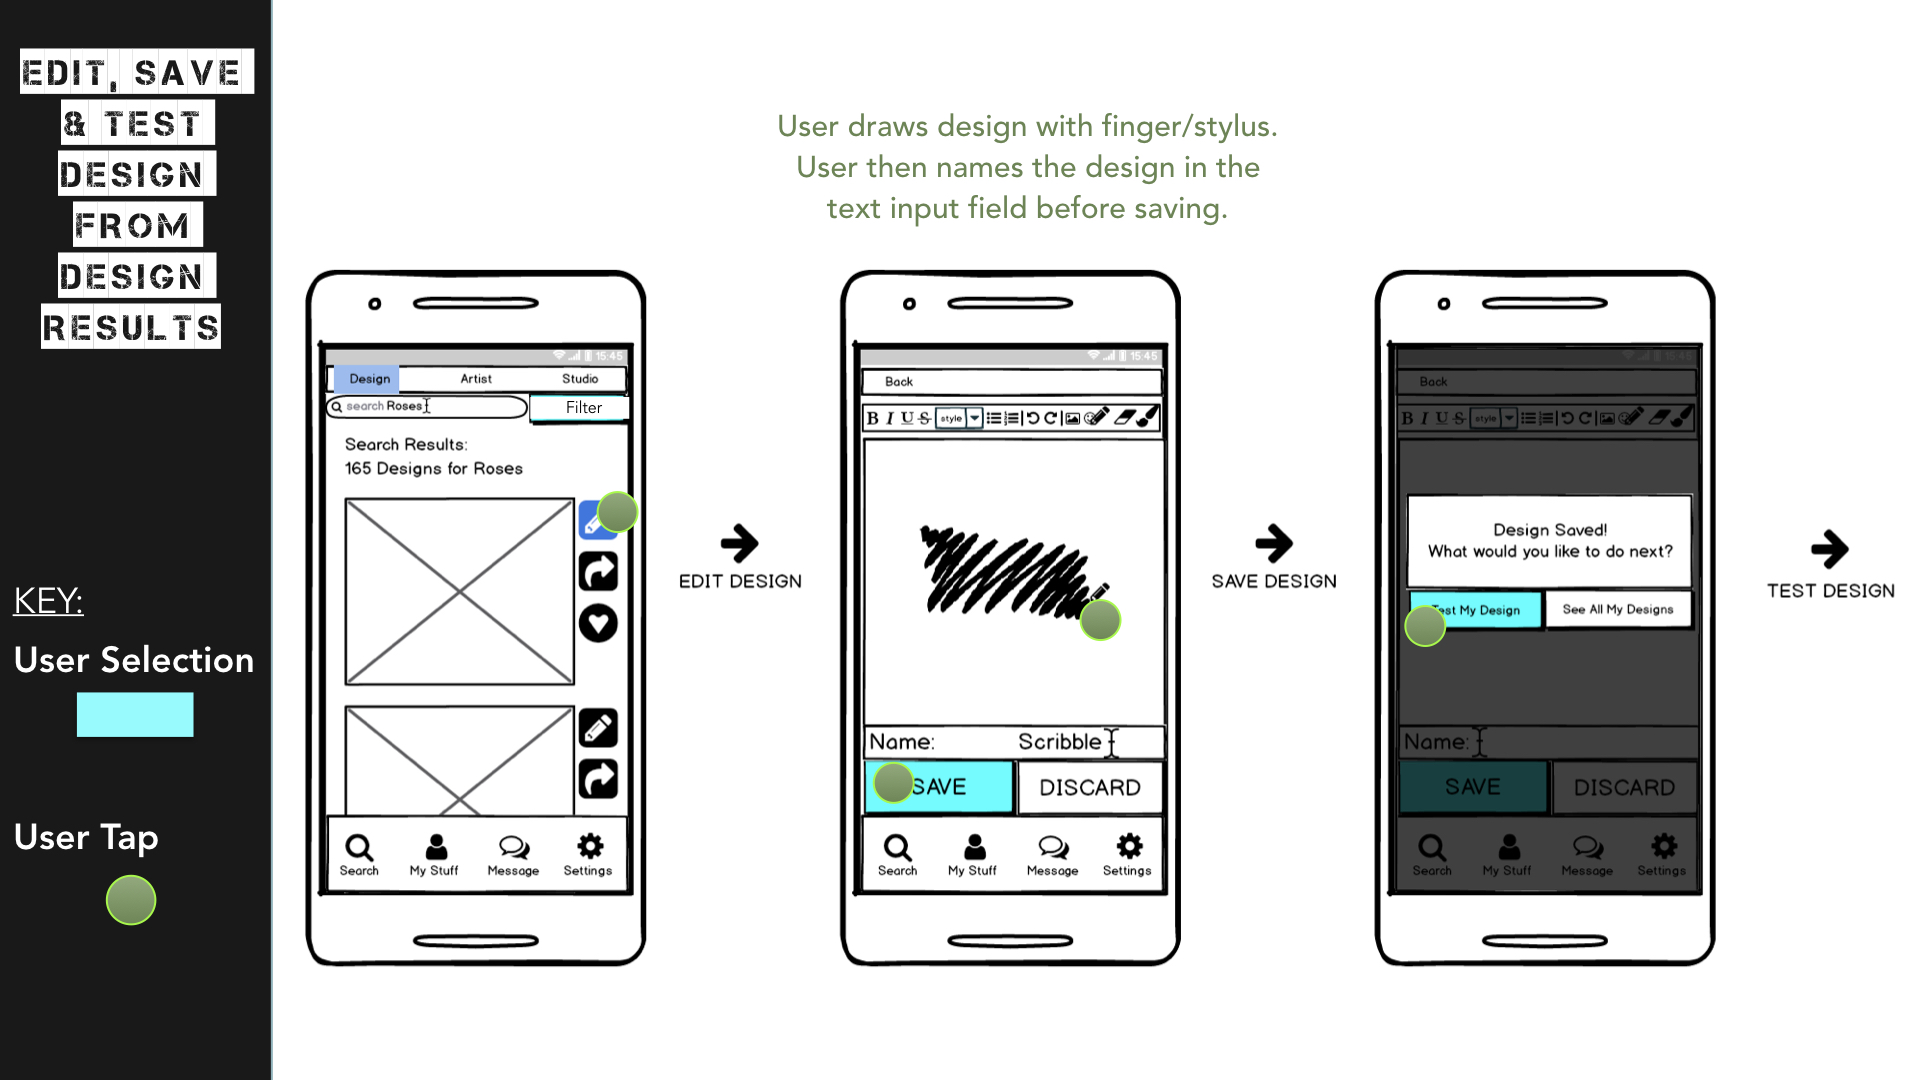 EDIT, SAVE
& TEST
DESIGN
FROM
DESIGN
RESULTS
KEY:
User Selection
User Tap
User draws design with finger/stylus.
User then names the design in the
text input field before saving.
15:45
Design Artist Studio
search Roses
Filter
Search Results:
165 Designs for Roses
Search My Stuff Message Settings
EDIT DESIGN
15:45
Back
B I U S style
Name: Scribble
SAVE DISCARD
Search My Stuff Message Settings
SAVE DESIGN
15:45
Back
B I U S style
Design Saved!
What would you like to do next?
Test My Design See All My Designs
Name:
SAVE DISCARD
Search My Stuff Message Settings
TEST DESIGN